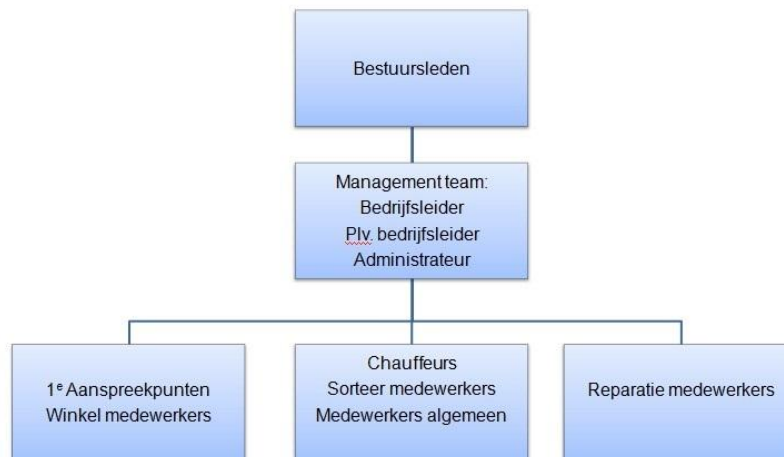 Bestuursleden
Management team:
Bedrijfsleider
Plv. bedrijfsleider
Administrateur
1e Aanspreekpunten
Winkel medewerkers
Chauffeurs
Sorteer medewerkers
Medewerkers algemeen
Reparatie medewerkers